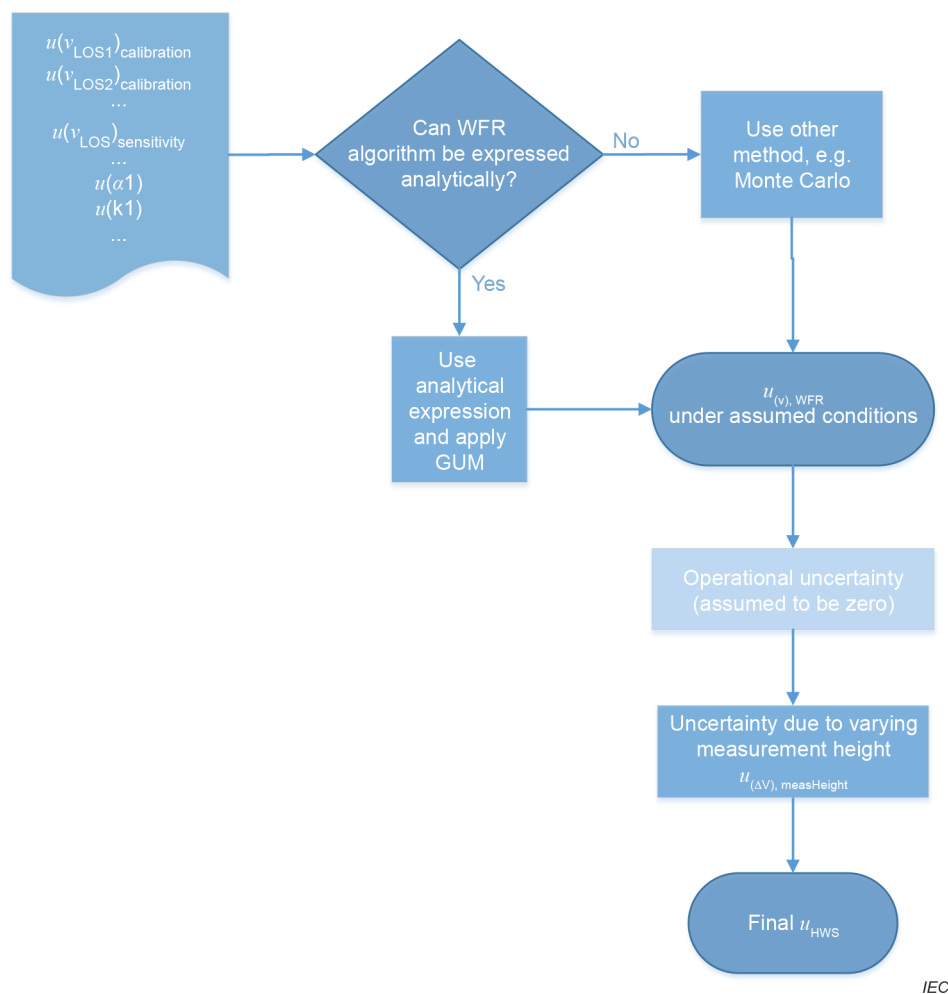 u(vLOS1)calibration
u(vLOS2)calibration
...
u(vLOS)sensitivity
...
u(α1)
u(k1)
...
Can WFR
algorithm be expressed
analytically?
No
Use other
method, e.g.
Monte Carlo
Yes
Use
analytical
expression
and apply
GUM
u(v), WFR
under assumed conditions
Operational uncertainty
(assumed to be zero)
Uncertainty due to varying
measurement height
u(ΔV), measHeight
Final uHWS
IEC